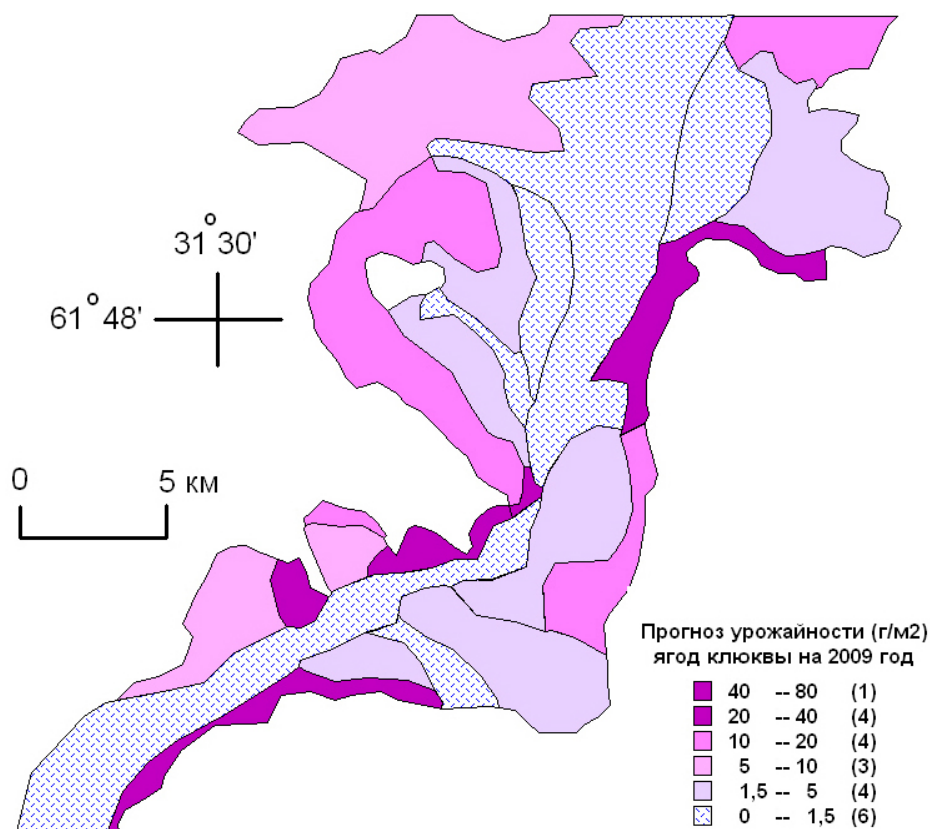 31° 30'
61° 48'
0 5 км
Прогноз урожайности (г/м2)
ягод клюквы на 2009 год
40 -- 80 (1)
20 -- 40 (4)
10 -- 20 (4)
5 -- 10 (3)
1,5 -- 5 (4)
0 -- 1,5 (6)